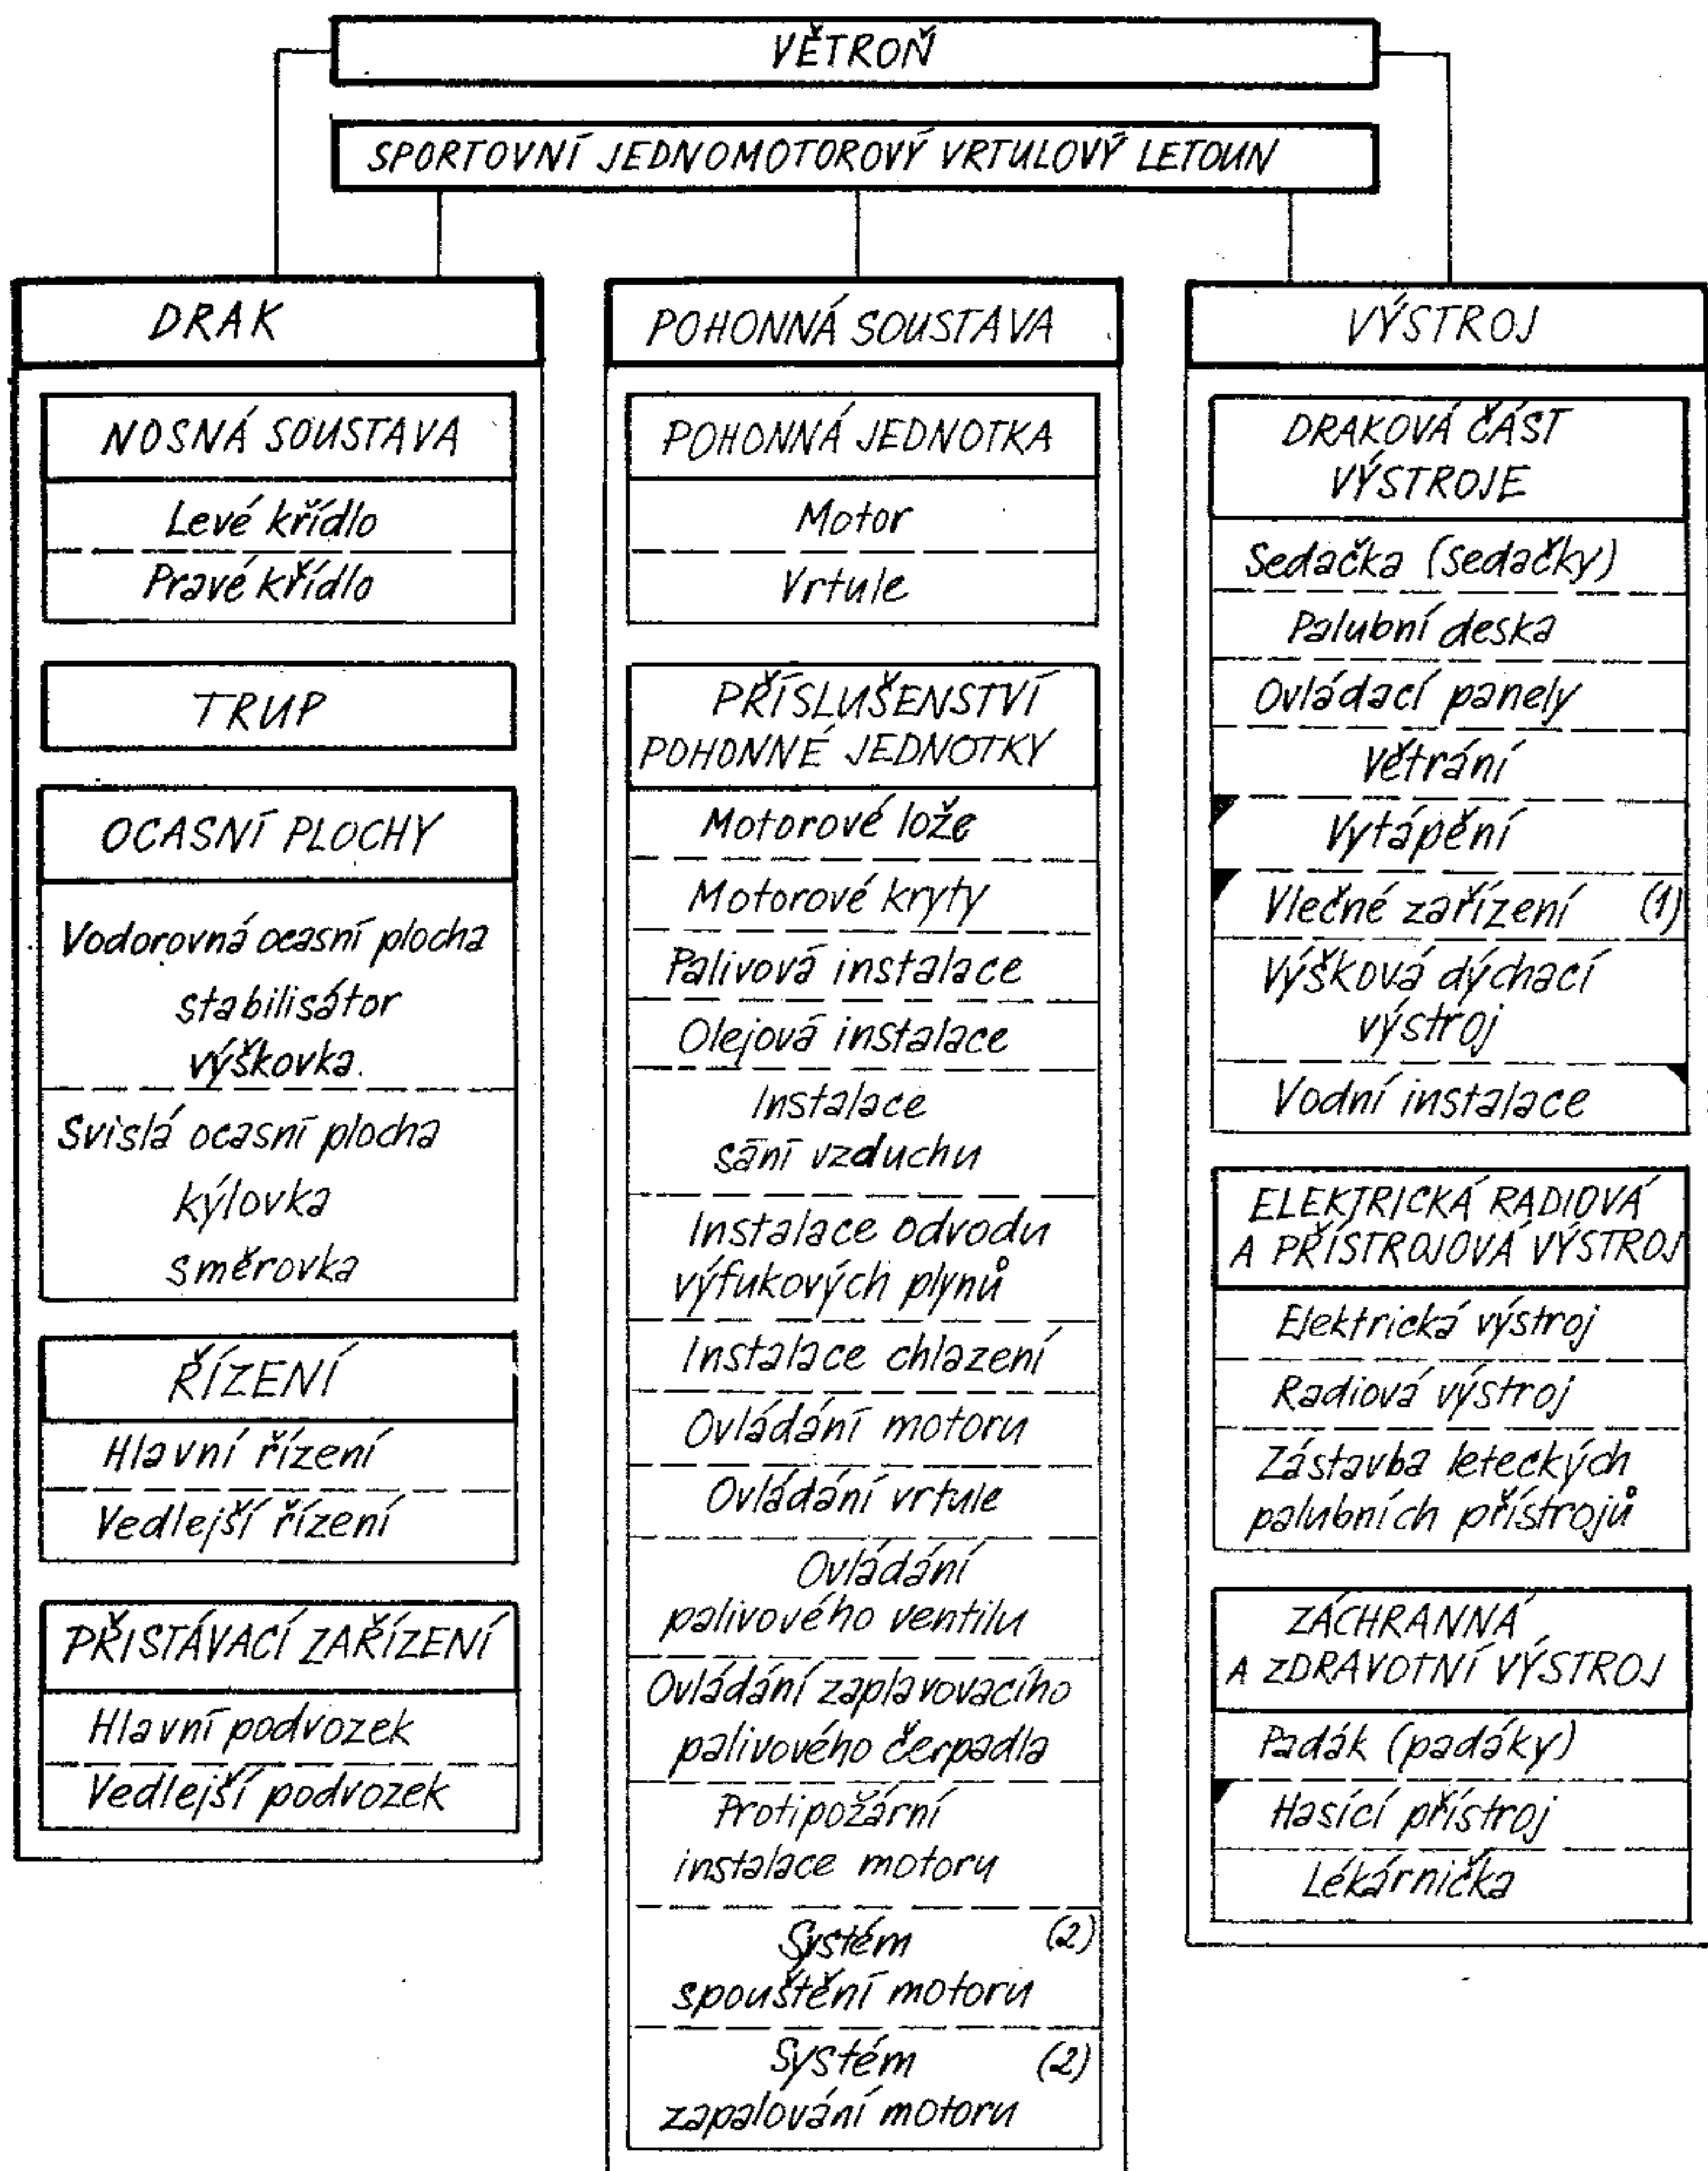 VĚTROŇ
SPORTOVNÍ JEDNOMOTOROVÝ VRTULOVÝ LETOUN
DRAK
NOSNÁ SOUSTAVA
Levé křídlo
Pravé křídlo
TRUP
OCASNÍ PLOCHY
Vodorovná ocasní plocha
stabilisátor
výškovka.
Svislá ocasní plocha
kýlovka
směrovka
ŘÍZENÍ
Hlavní řízení
Vedlejší řízení
PŘISTÁVACÍ ZAŘÍZENÍ
Hlavní podvozek
Vedlejší podvozek
POHONNÁ SOUSTAVA
POHONNÁ JEDNOTKA
Motor
Vrtule
PŘÍSLUŠENSTVÍ
POHONNÉ JEDNOTKY
Motorové lože
Motorové kryty
Palivová instalace
Olejová instalace
Instalace
sání vzduchu
Instalace odvodu
výfukových plynů
Instalace chlazení
Ovládání motoru
Ovládání vrtule
Ovládání
palivového ventilu
Ovládání zaplavovacího
palivového čerpadla
Protipožární
instalace motoru
Systém (2)
spouštění motoru
Systém (2)
zapalování motoru
VÝSTROJ
DRAKOVÁ ČÁST
VÝSTROJE
Sedačka (sedačky)
Palubní deska
Ovládací panely
Větrání
Vytápění
Vlečné zařízení (1)
Výšková dýchací
výstroj
Vodní instalace
ELEKTRICKÁ RADIOVÁ
A PŘÍSTROJOVÁ VÝSTROJ
Elektrická výstroj
Radiová výstroj
Zástavba leteckých
palubních přístrojů
ZÁCHRANNÁ
A ZDRAVOTNÍ VÝSTROJ
Padák (padáky)
Hasící přístroj
Lékárnička